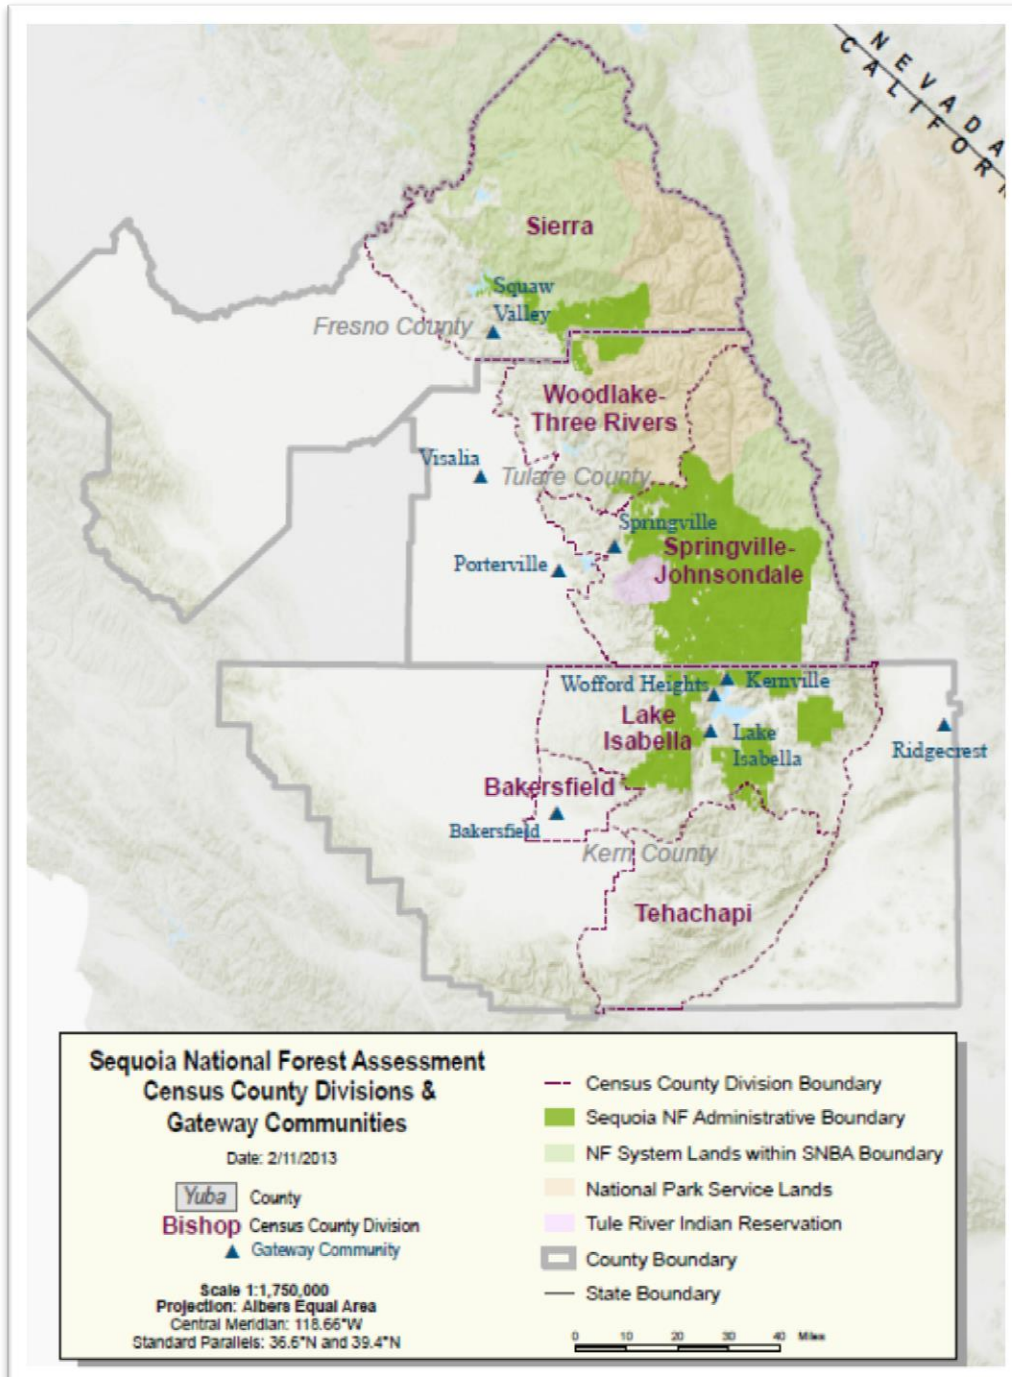 NEVADA
CALIFORN
Sierra
Squaw
Valley
Fresno County
Woodlake-
Three Rivers
Visalia
Tulare County
Springville
Springville-
Johnsondale
Porterville
Wofford Heights
Kernville
Lake
Isabella
Lake
Isabella
Ridgecrest
Bakersfield
Bakersfield
Kern County
Tehachapi
Sequoia National Forest Assessment
Census County Divisions &
Gateway Communities
Date: 2/11/2013
Yuba County
Bishop Census County Division
Gateway Community
Scale 1:1,750,000
Projection: Albers Equal Area
Central Meridian: 118.66°W
Standard Parallels: 36.6°N and 39.4°N
Census County Division Boundary
Sequoia NF Administrative Boundary
NF System Lands within SNBA Boundary
National Park Service Lands
Tule River Indian Reservation
County Boundary
State Boundary
0 10 20 30 40 Miles